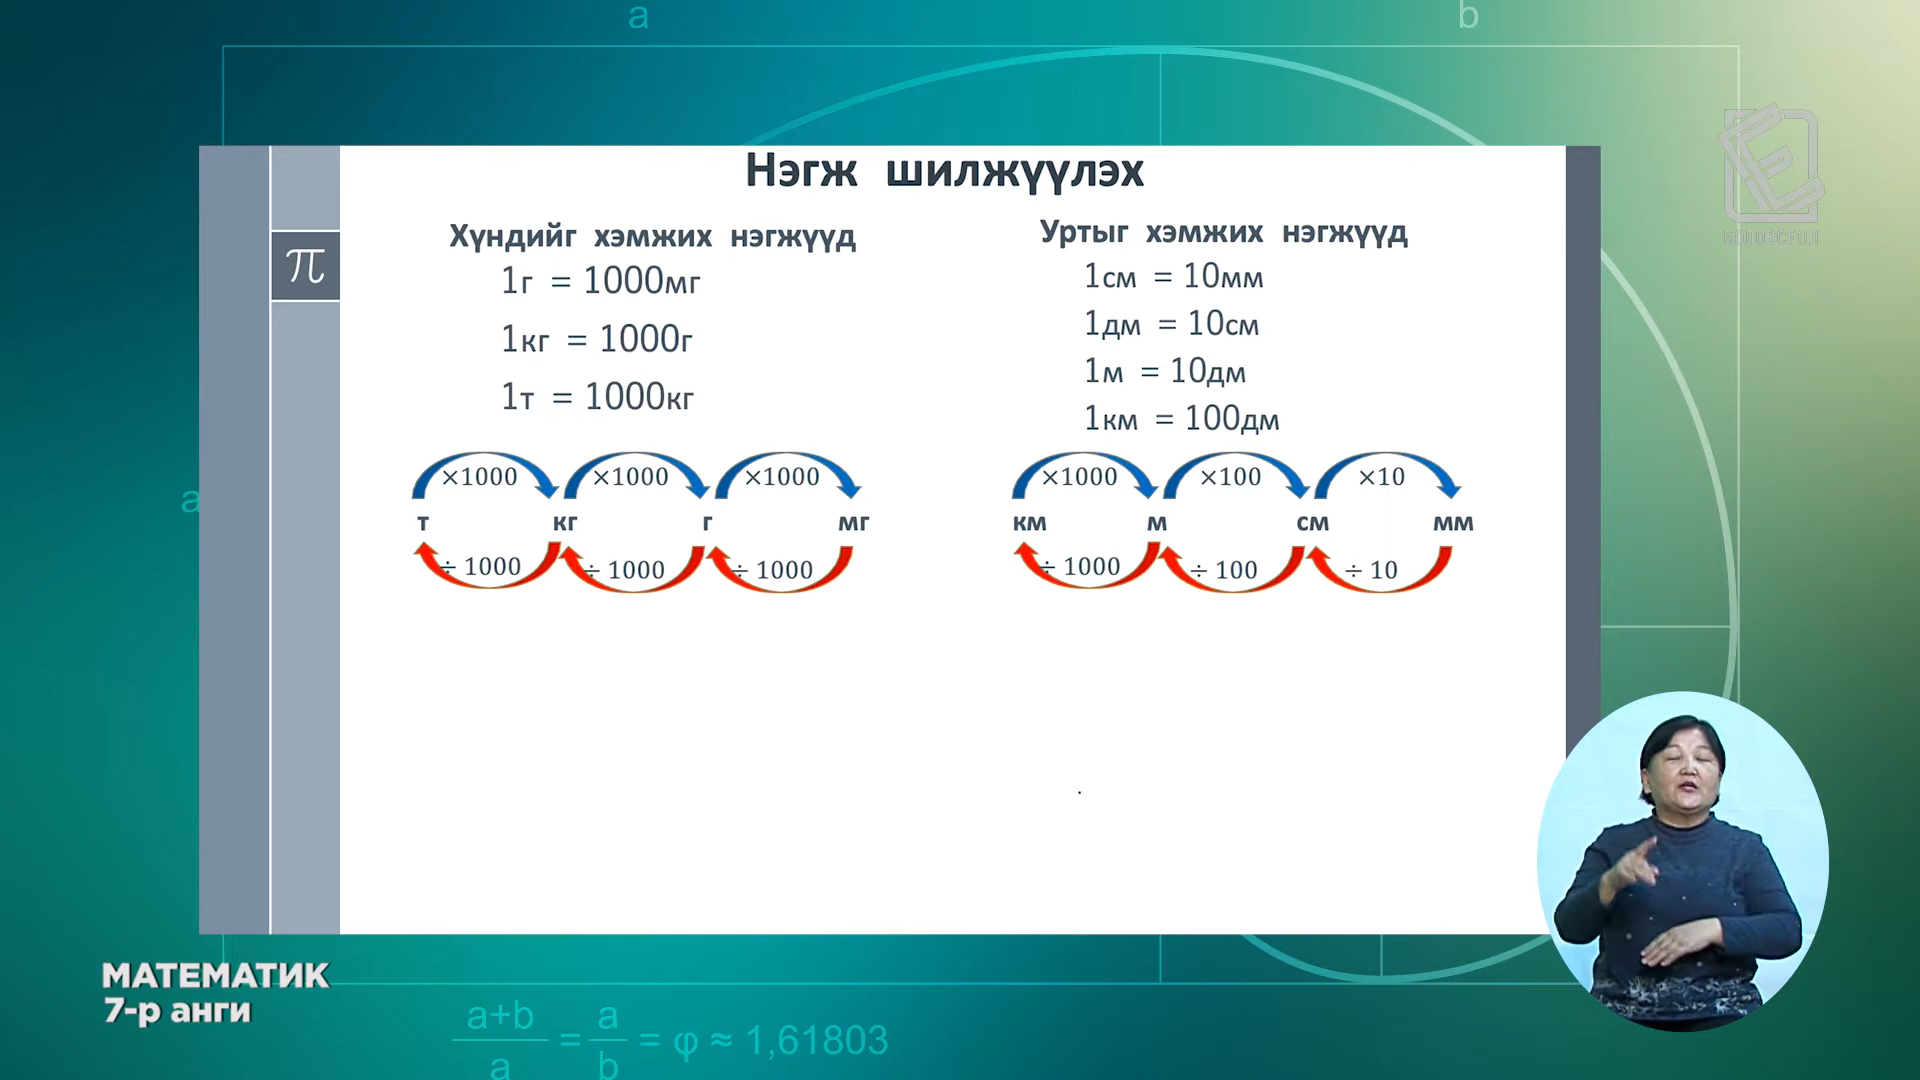 a
b
Нэгж шилжүүлэх
Хүндийг хэмжих нэгжүүд
1г = 1000мг
1кг = 1000г
1т = 1000кг
×1000 ×1000 ×1000
т кг г мг
÷ 1000 ÷ 1000 ÷ 1000
Уртыг хэмжих нэгжүүд
1см = 10мм
1дм = 10см
1м = 10дм
1км = 100дм
×1000 ×100 ×10
км м см мм
÷ 1000 ÷ 100 ÷ 10
π
a
МАТЕМАТИК
7-р анги
a+b/a = a/b = φ ≈ 1,61803